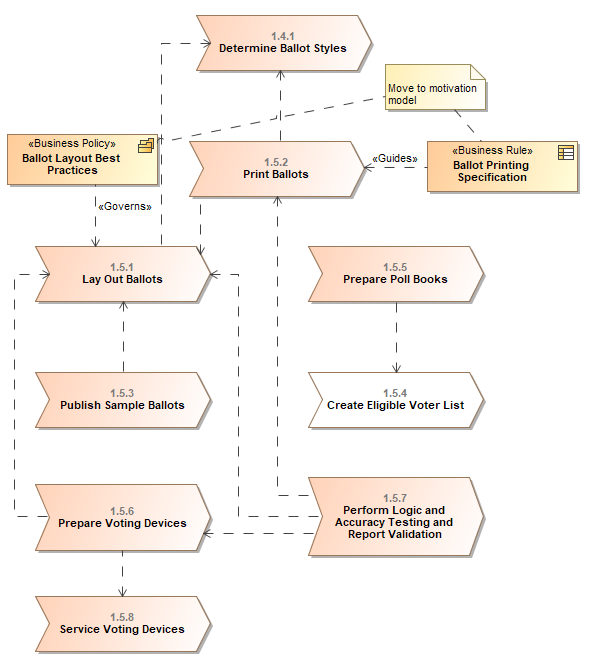 1.4.1
Determine Ballot Styles
Move to motivation
model
«Business Policy»
Ballot Layout Best
Practices
1.5.2
Print Ballots
«Guides»
«Business Rule»
Ballot Printing
Specification
«Governs»
1.5.1
Lay Out Ballots
1.5.5
Prepare Poll Books
1.5.3
Publish Sample Ballots
1.5.4
Create Eligible Voter List
1.5.6
Prepare Voting Devices
1.5.7
Perform Logic and
Accuracy Testing and
Report Validation
1.5.8
Service Voting Devices